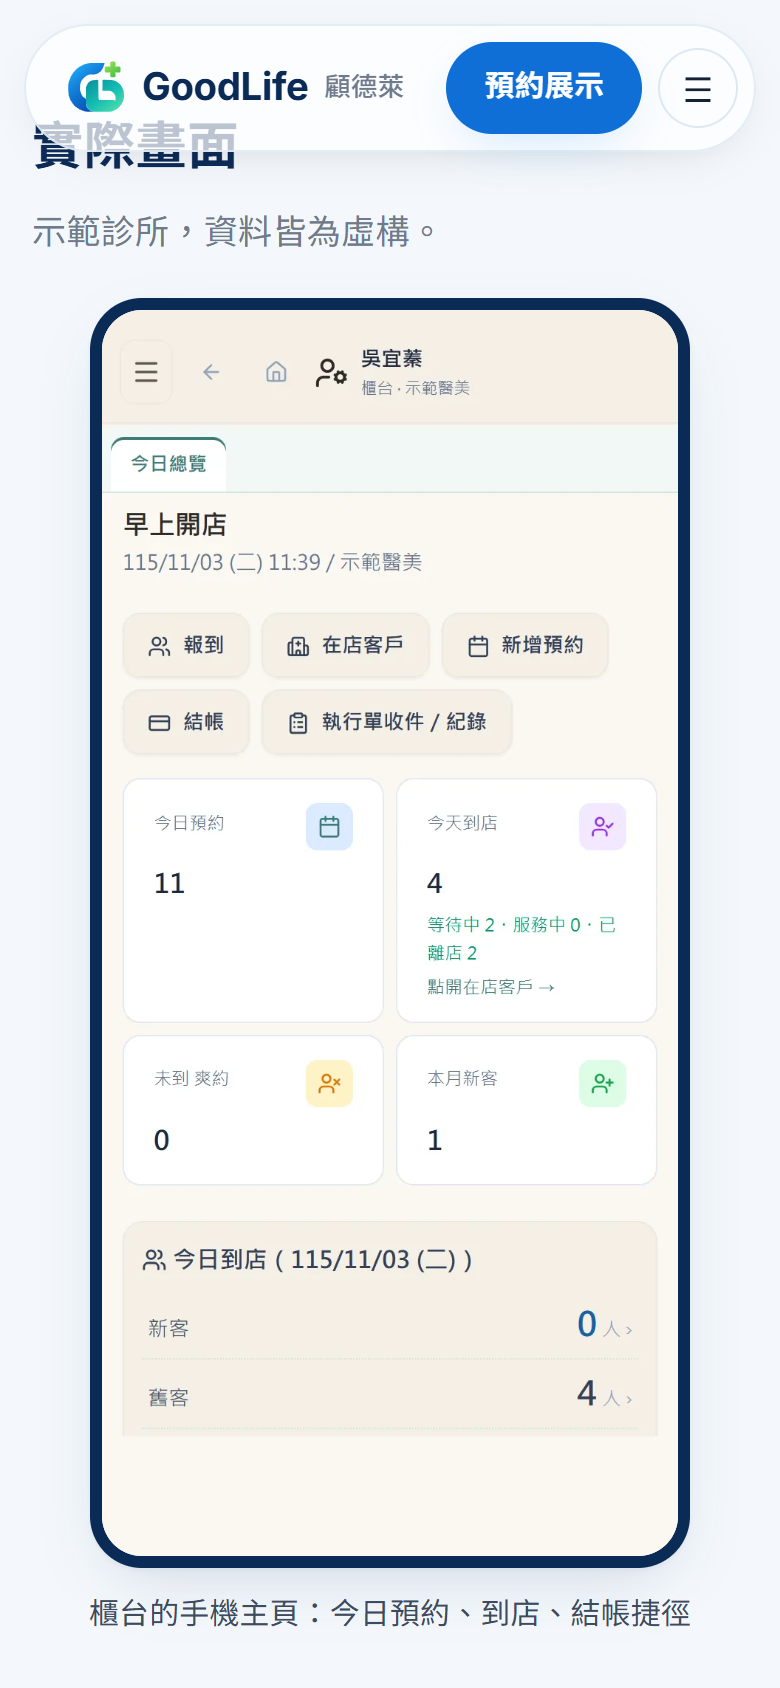 GoodLife 顧德萊 預約展示
實際畫面
示範診所，資料皆為虛構。
吳宜蓁
櫃台 · 示範醫美
今日總覽
早上開店
115/11/03 (二) 11:39 / 示範醫美
報到 在店客戶 新增預約
結帳 執行單收件 / 紀錄
今日預約
11
今天到店
4
等待中 2 · 服務中 0 · 已
離店 2
點開在店客戶 →
未到 爽約
0
本月新客
1
今日到店 ( 115/11/03 (二) )
新客 0 人 ›
舊客 4 人 ›
櫃台的手機主頁：今日預約、到店、結帳捷徑